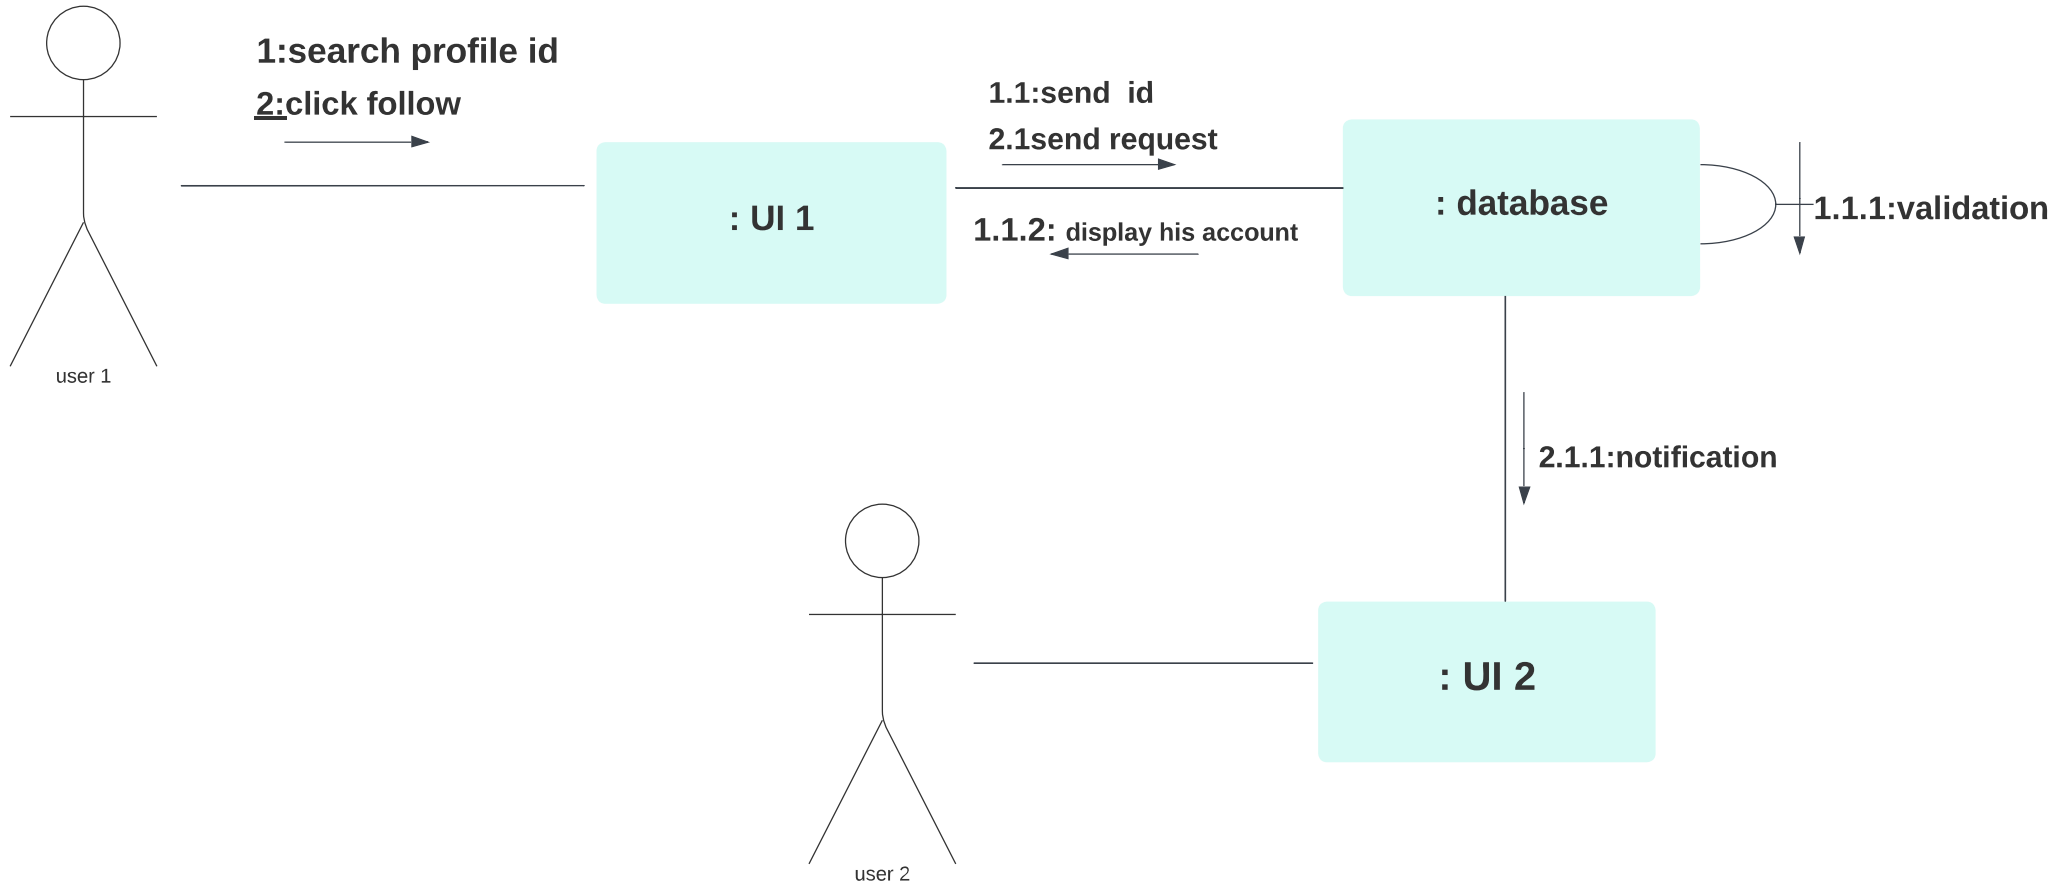 1:search profile id
2:click follow
1.1:send  id
2.1send request
: UI 1
: database
1.1.1:validation
1.1.2: display his account
user 1
2.1.1:notification
: UI 2
user 2